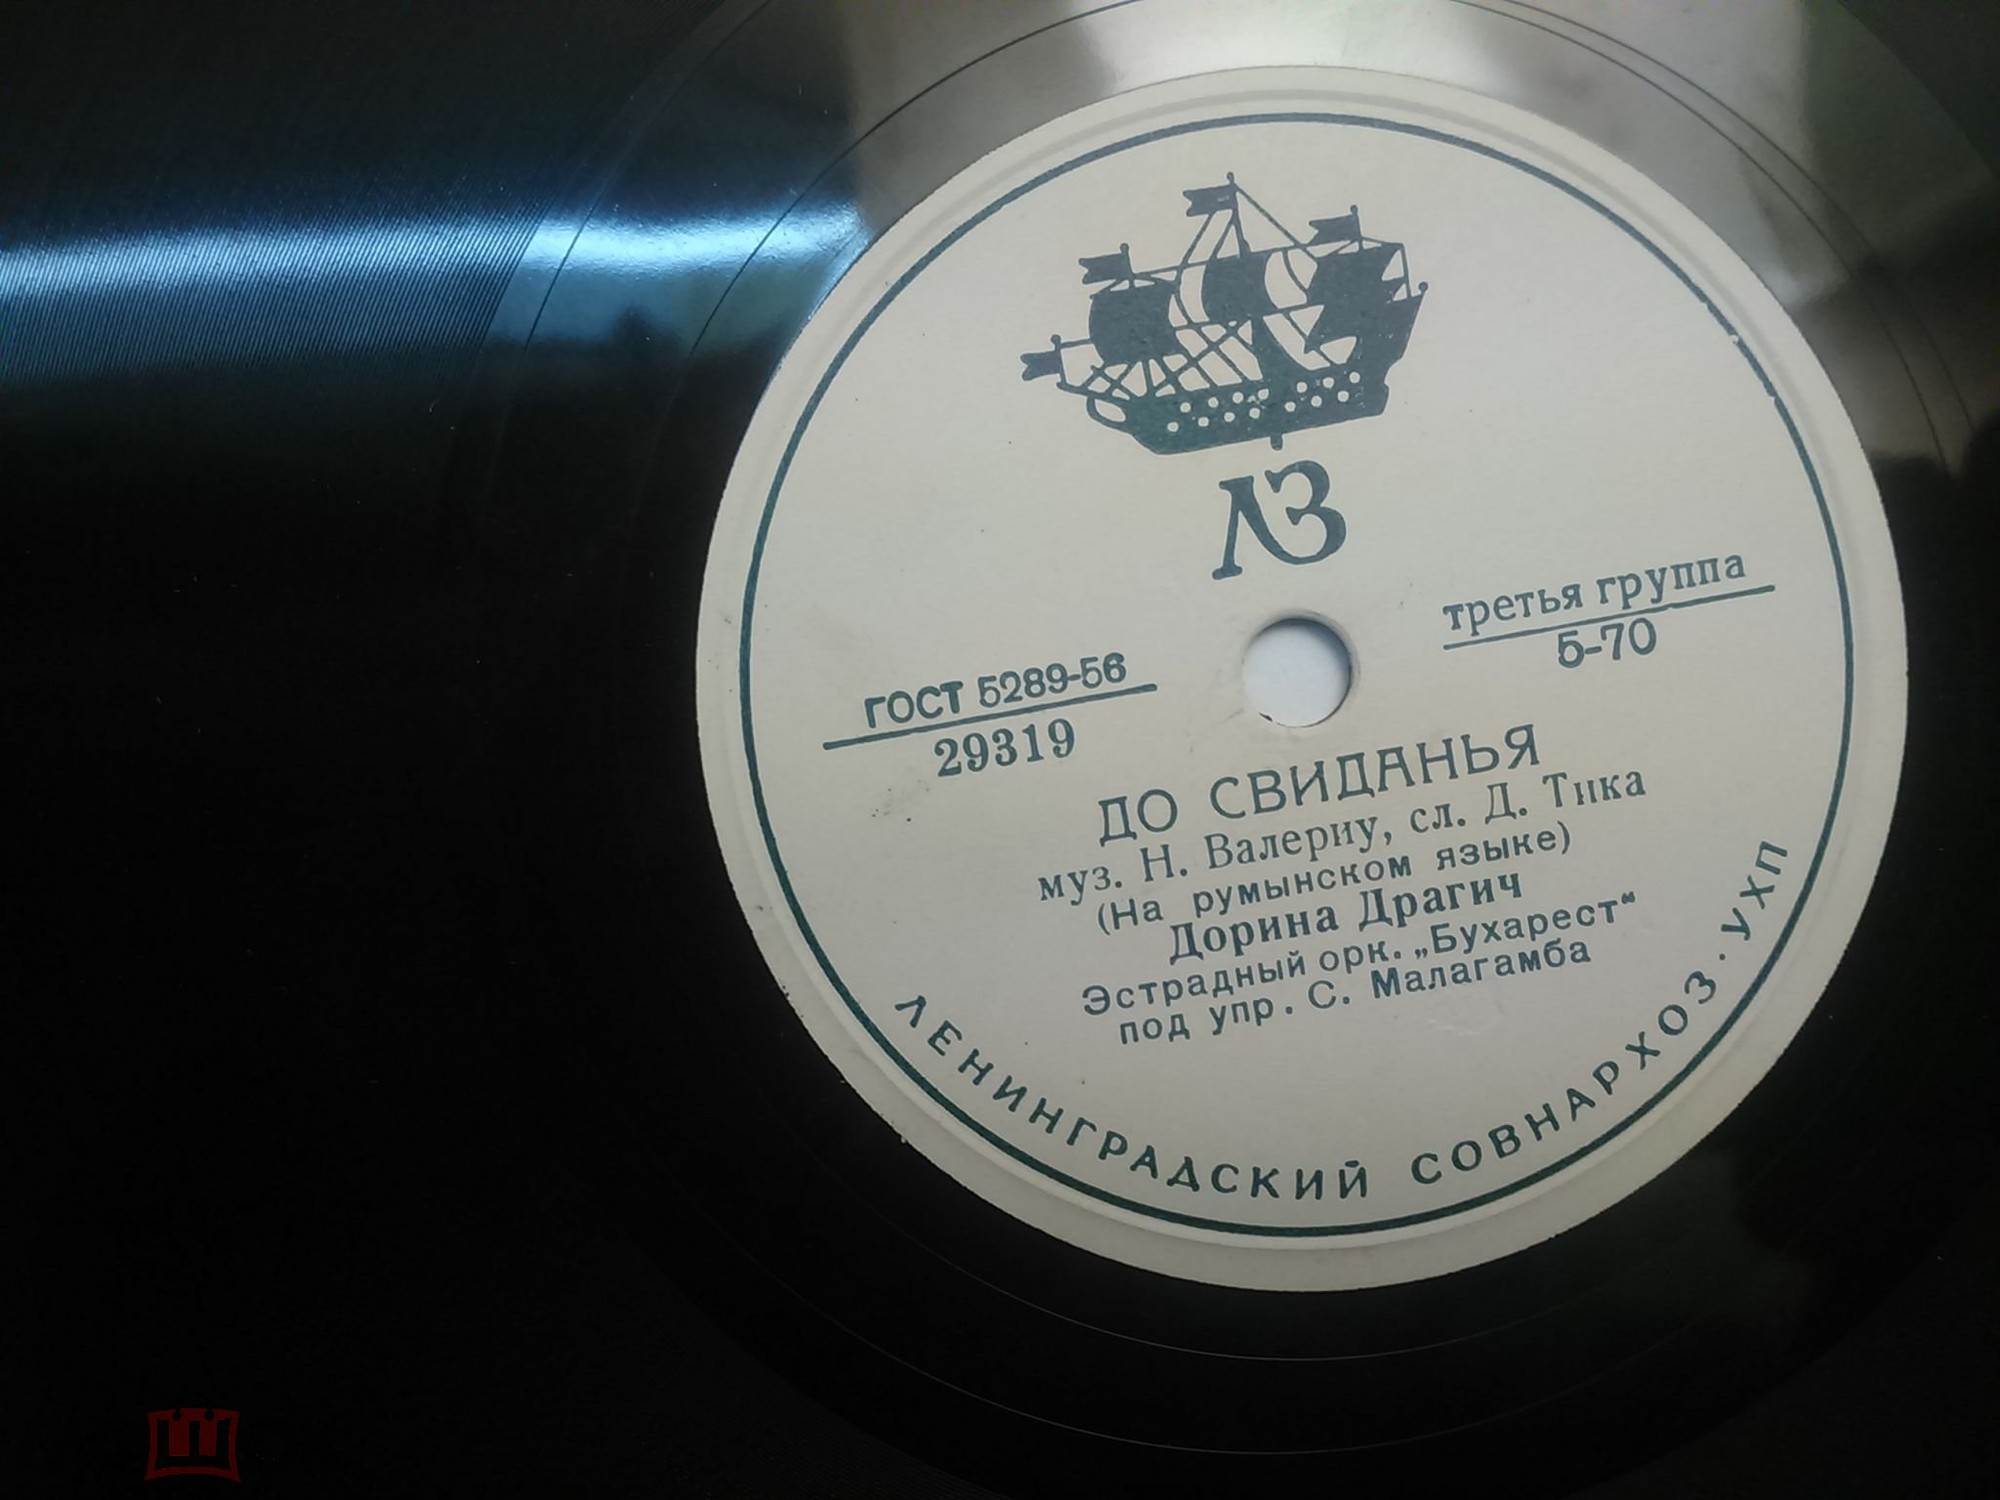 ЛЗ
третья группа
5-70
ГОСТ 5289-56
29319
ДО СВИДАНЬЯ
муз. Н. Валериу, сл. Д. Тика
(На румынском языке)
Дорина Драгич
Эстрадный орк. „Бухарест“
под упр. С. Малагамба
ЛЕНИНГРАДСКИЙ СОВНАРХОЗ. УХП